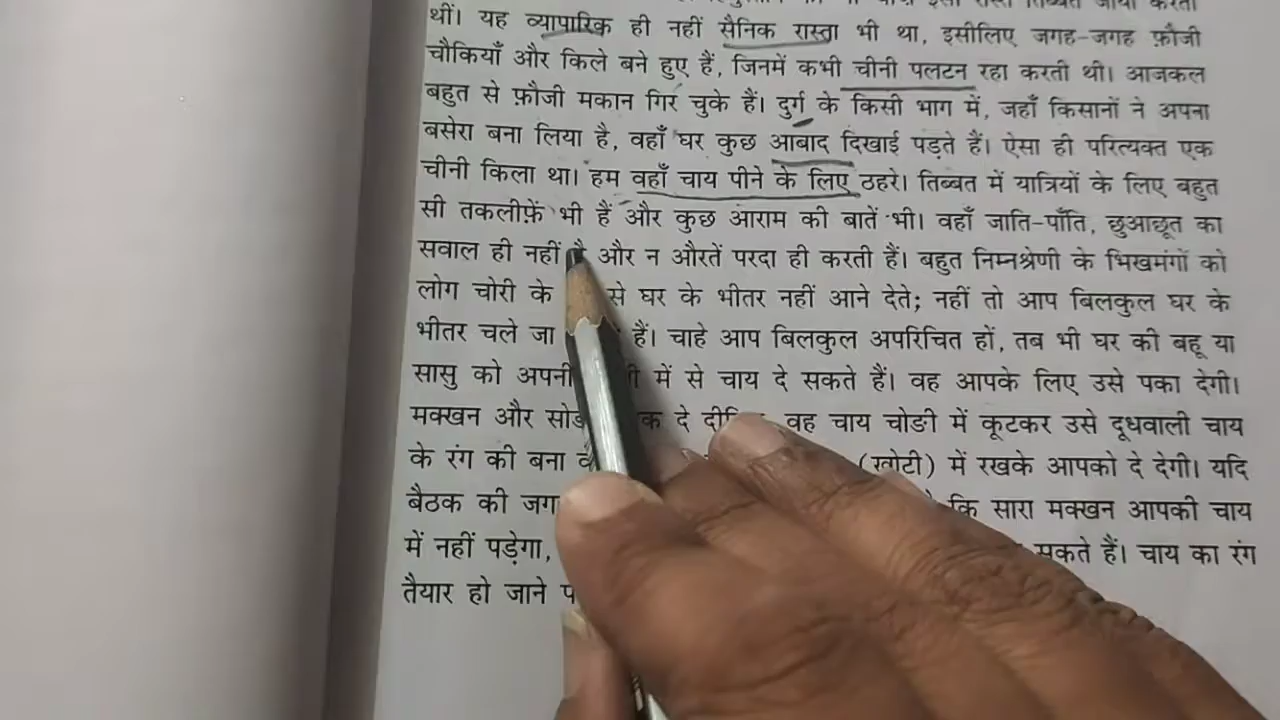 थीं। यह व्यापारिक ही नहीं सैनिक रास्ता भी था, इसीलिए जगह-जगह फ़ौजी
चौकियाँ और किले बने हुए हैं, जिनमें कभी चीनी पलटन रहा करती थी। आजकल
बहुत से फ़ौजी मकान गिर चुके हैं। दुर्ग के किसी भाग में, जहाँ किसानों ने अपना
बसेरा बना लिया है, वहाँ घर कुछ आबाद दिखाई पड़ते हैं। ऐसा ही परित्यक्त एक
चीनी किला था। हम वहाँ चाय पीने के लिए ठहरे। तिब्बत में यात्रियों के लिए बहुत
सी तकलीफ़ें भी हैं और कुछ आराम की बातें भी। वहाँ जाति-पाँति, छुआछूत का
सवाल ही नहीं है और न औरतें परदा ही करती हैं। बहुत निम्नश्रेणी के भिखमंगों को
लोग चोरी के से घर के भीतर नहीं आने देते; नहीं तो आप बिलकुल घर के
भीतर चले जा हैं। चाहे आप बिलकुल अपरिचित हों, तब भी घर की बहू या
सासु को अपनी में से चाय दे सकते हैं। वह आपके लिए उसे पका देगी।
मक्खन और दे वह चाय चोङी में कूटकर उसे दूधवाली चाय
के रंग की बना (खोटी) में रखके आपको दे देगी। यदि
बैठक की कि सारा मक्खन आपकी चाय
में नहीं पड़ेगा, सकते हैं। चाय का रंग
तैयार हो जाने